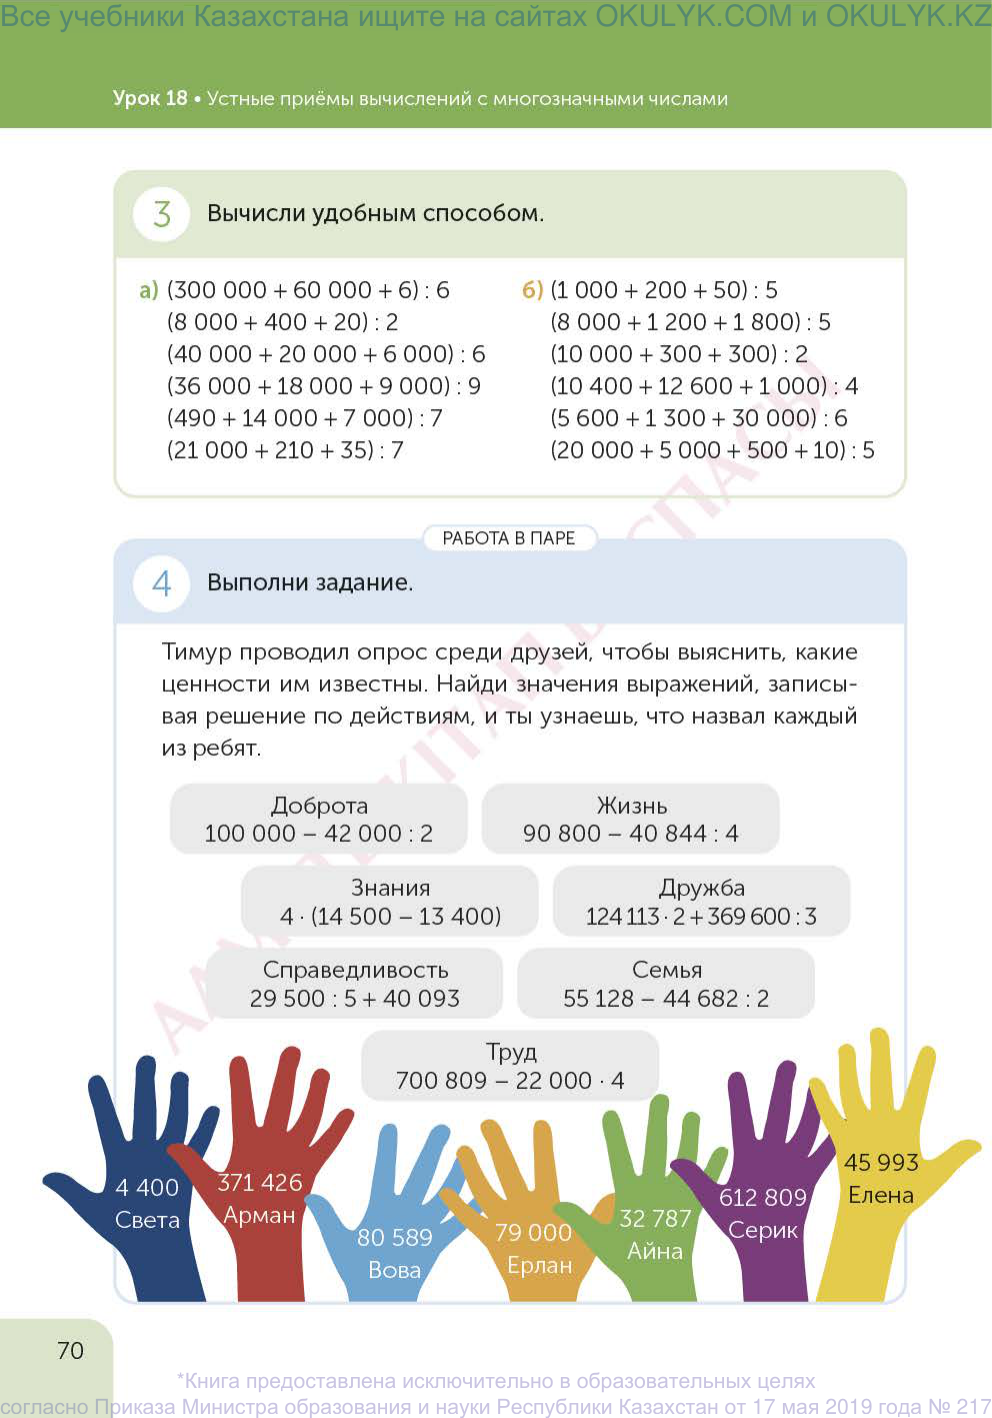 Все учебники Казахстана ищите на сайтах OKULYK.COM и OKULYK.KZ
Урок 18 • Устные приёмы вычислений с многозначными числами
3 Вычисли удобным способом.
а) (300 000 + 60 000 + 6) : 6
(8 000 + 400 + 20) : 2
(40 000 + 20 000 + 6 000) : 6
(36 000 + 18 000 + 9 000) : 9
(490 + 14 000 + 7 000) : 7
(21 000 + 210 + 35) : 7
б) (1 000 + 200 + 50) : 5
(8 000 + 1 200 + 1 800) : 5
(10 000 + 300 + 300) : 2
(10 400 + 12 600 + 1 000) : 4
(5 600 + 1 300 + 30 000) : 6
(20 000 + 5 000 + 500 + 10) : 5
РАБОТА В ПАРЕ
4 Выполни задание.
Тимур проводил опрос среди друзей, чтобы выяснить, какие
ценности им известны. Найди значения выражений, записы-
вая решение по действиям, и ты узнаешь, что назвал каждый
из ребят.
Доброта
100 000 – 42 000 : 2
Жизнь
90 800 – 40 844 : 4
Знания
4 · (14 500 – 13 400)
Дружба
124 113 · 2 + 369 600 : 3
Справедливость
29 500 : 5 + 40 093
Семья
55 128 – 44 682 : 2
Труд
700 809 – 22 000 · 4
4 400
Света
371 426
Арман
80 589
Вова
79 000
Ерлан
32 787
Айна
612 809
Серик
45 993
Елена
70
*Книга предоставлена исключительно в образовательных целях
согласно Приказа Министра образования и науки Республики Казахстан от 17 мая 2019 года № 217